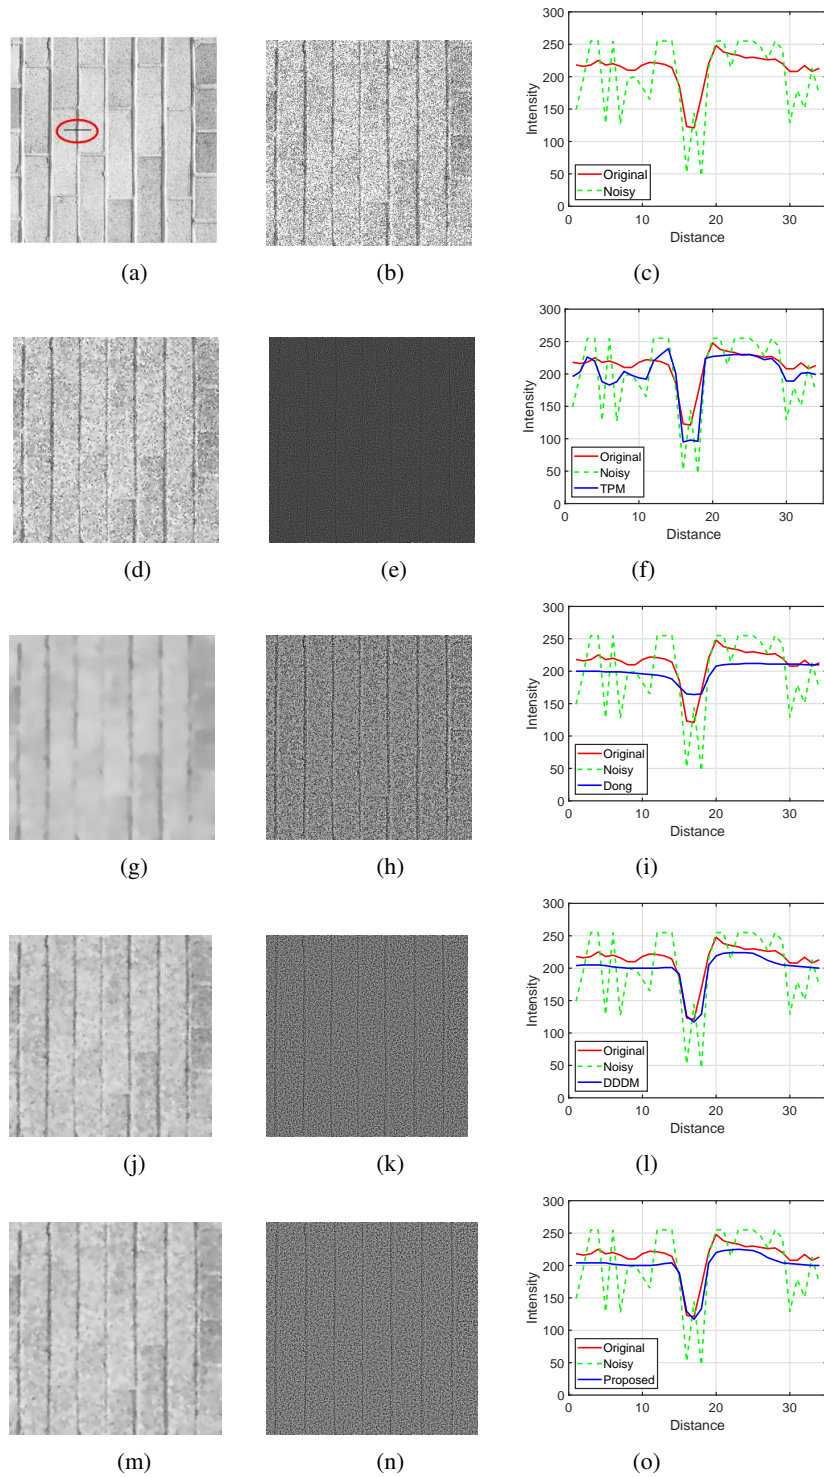 300
250
200
150
100
50
0
Intensity
Original
Noisy
0 10 20 30
Distance
(a) (b) (c)
300
250
200
150
100
50
0
Intensity
Original
Noisy
TPM
0 10 20 30
Distance
(d) (e) (f)
300
250
200
150
100
50
0
Intensity
Original
Noisy
Dong
0 10 20 30
Distance
(g) (h) (i)
300
250
200
150
100
50
0
Intensity
Original
Noisy
DDDM
0 10 20 30
Distance
(j) (k) (l)
300
250
200
150
100
50
0
Intensity
Original
Noisy
Proposed
0 10 20 30
Distance
(m) (n) (o)